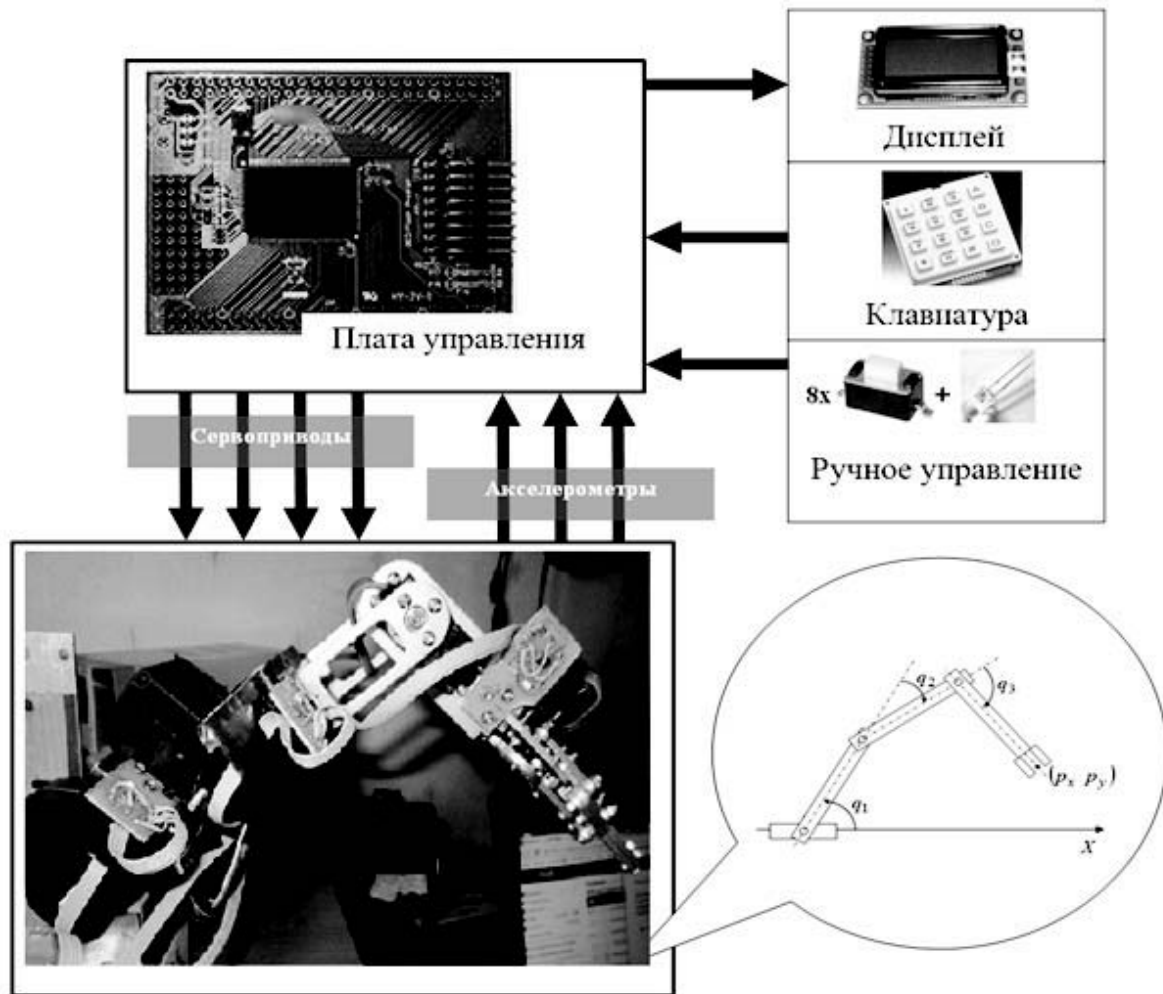 Дисплей
Клавиатура
8x +
Ручное управление
Плата управления
Сервоприводы
Акселерометры
q1
q2
q3
(px py)
X